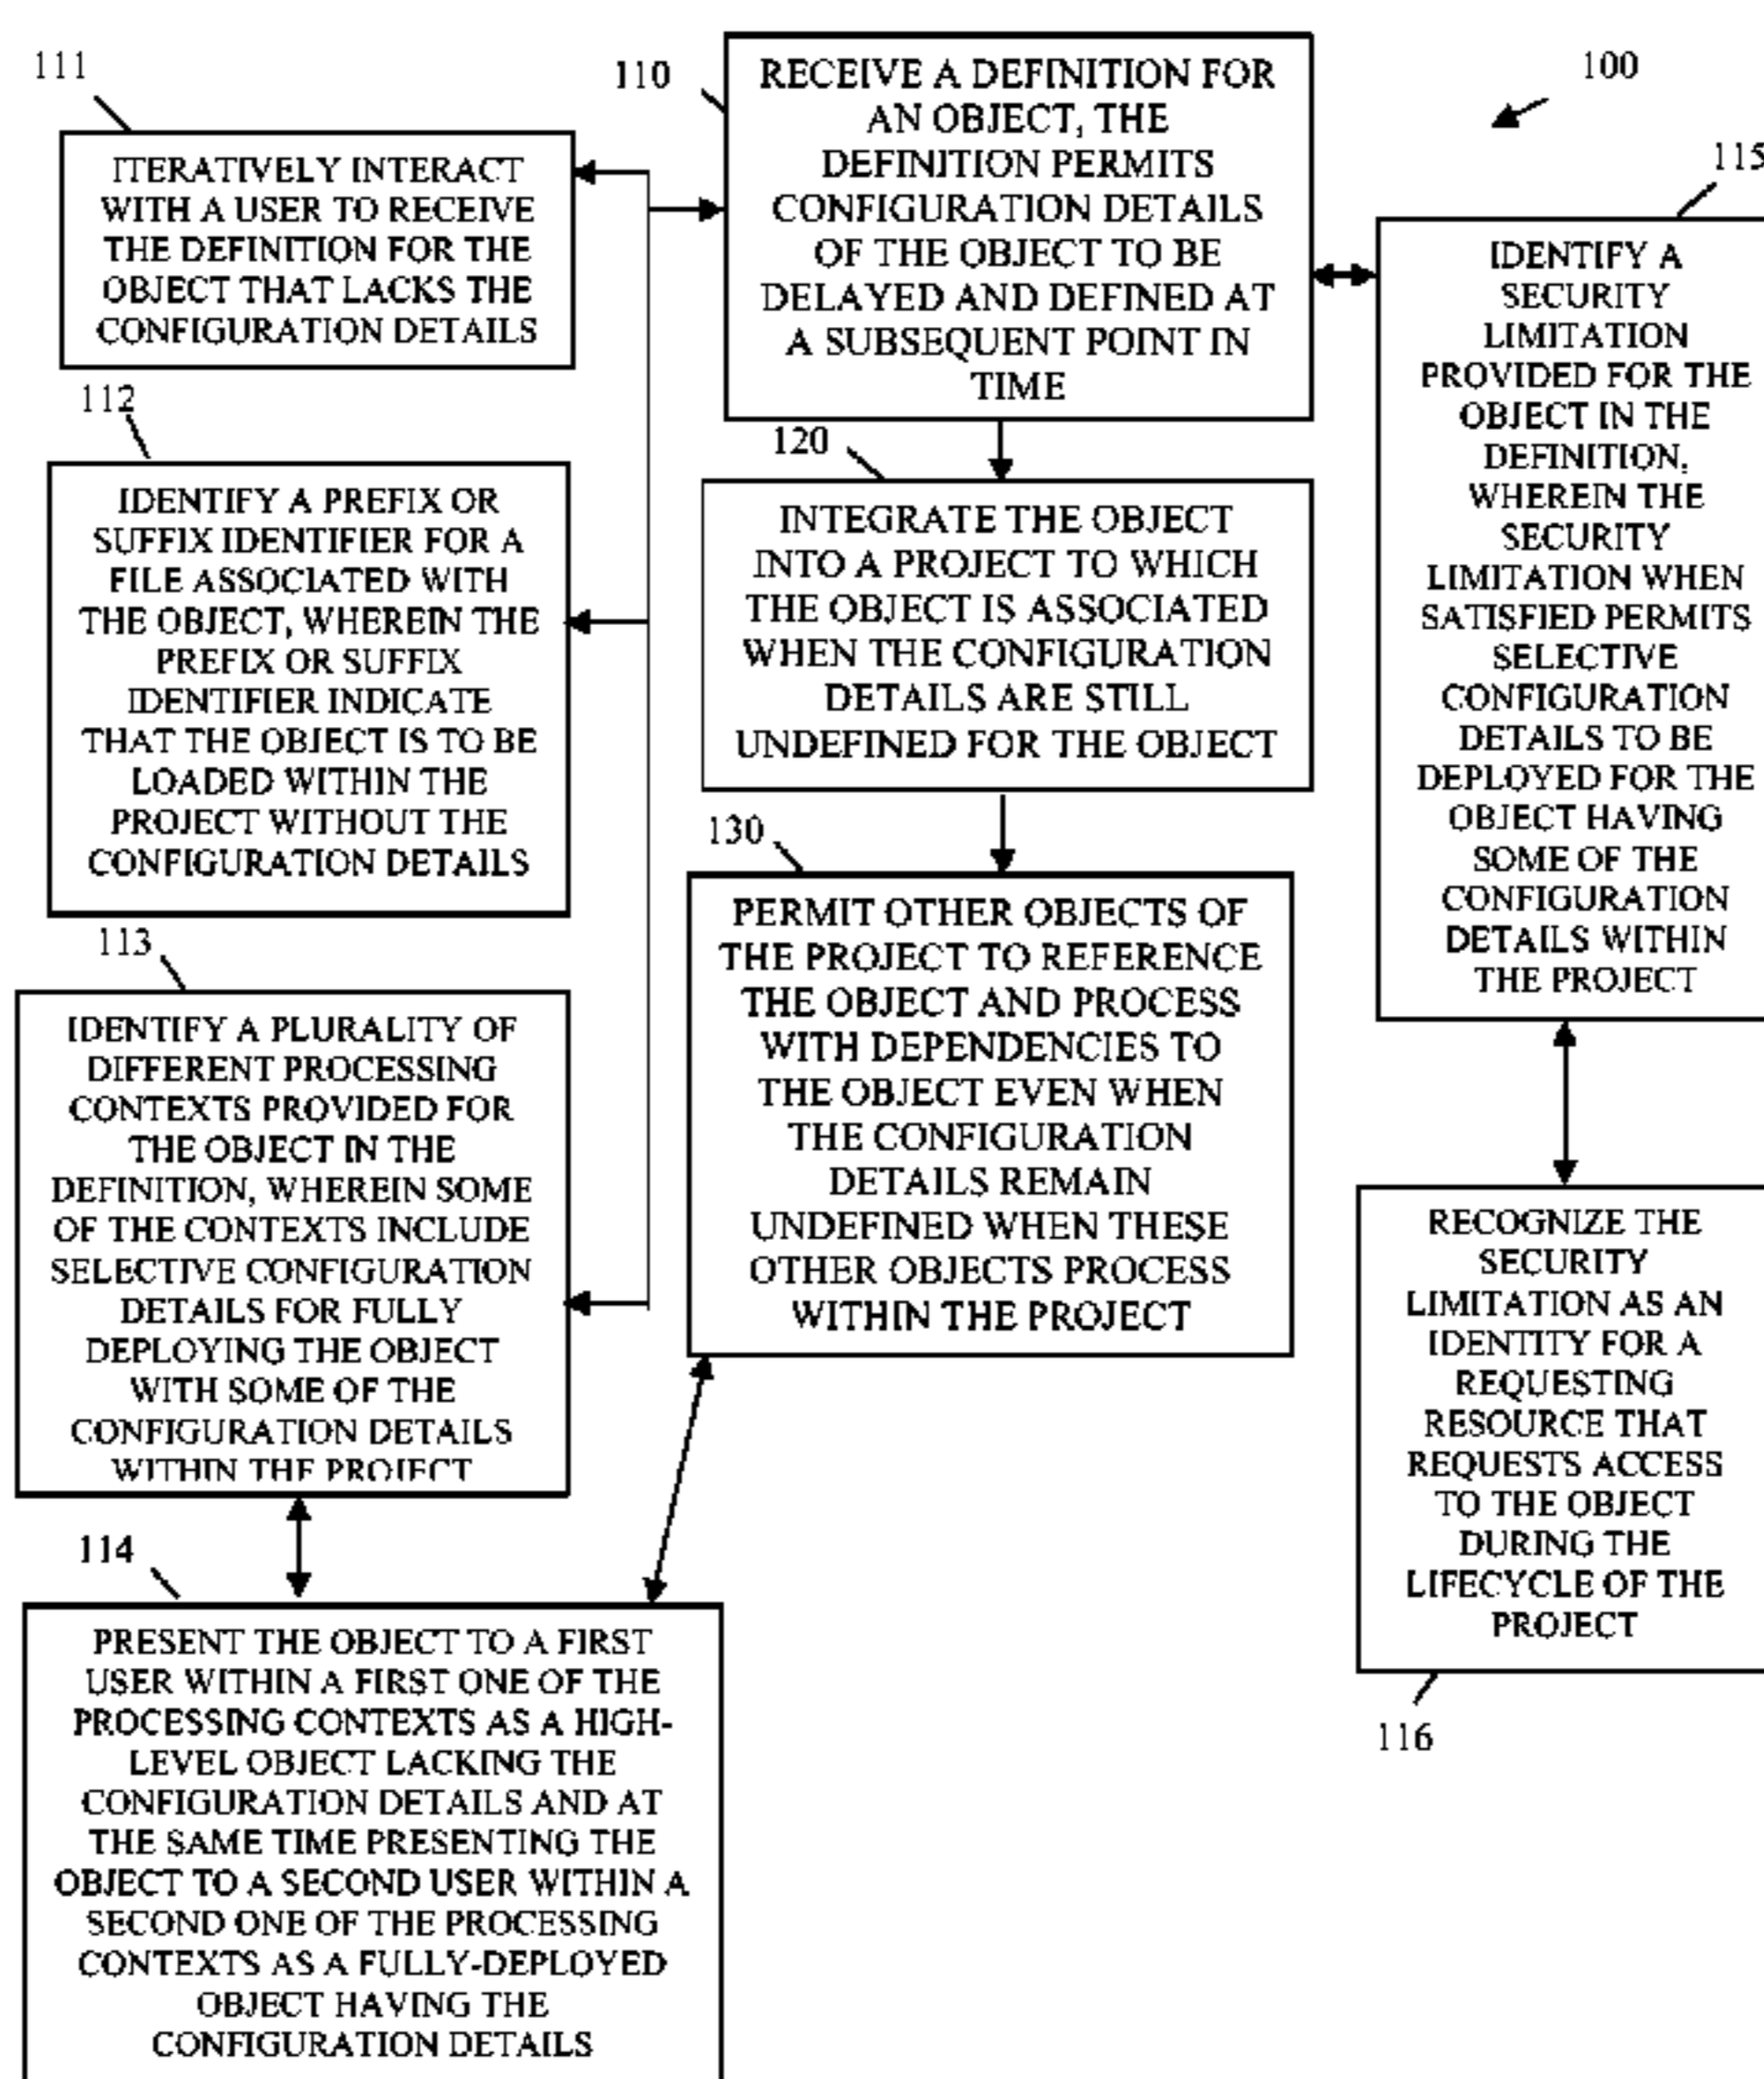 100
110
RECEIVE A DEFINITION FOR
AN OBJECT, THE
DEFINITION PERMITS
CONFIGURATION DETAILS
OF THE OBJECT TO BE
DELAYED AND DEFINED AT
A SUBSEQUENT POINT IN
TIME
111
ITERATIVELY INTERACT
WITH A USER TO RECEIVE
THE DEFINITION FOR THE
OBJECT THAT LACKS THE
CONFIGURATION DETAILS
112
IDENTIFY A PREFIX OR
SUFFIX IDENTIFIER FOR A
FILE ASSOCIATED WITH
THE OBJECT, WHEREIN THE
PREFIX OR SUFFIX
IDENTIFIER INDICATE
THAT THE OBJECT IS TO BE
LOADED WITHIN THE
PROJECT WITHOUT THE
CONFIGURATION DETAILS
113
IDENTIFY A PLURALITY OF
DIFFERENT PROCESSING
CONTEXTS PROVIDED FOR
THE OBJECT IN THE
DEFINITION, WHEREIN SOME
OF THE CONTEXTS INCLUDE
SELECTIVE CONFIGURATION
DETAILS FOR FULLY
DEPLOYING THE OBJECT
WITH SOME OF THE
CONFIGURATION DETAILS
WITHIN THE PROJECT
114
PRESENT THE OBJECT TO A FIRST
USER WITHIN A FIRST ONE OF THE
PROCESSING CONTEXTS AS A HIGH-
LEVEL OBJECT LACKING THE
CONFIGURATION DETAILS AND AT
THE SAME TIME PRESENTING THE
OBJECT TO A SECOND USER WITHIN A
SECOND ONE OF THE PROCESSING
CONTEXTS AS A FULLY-DEPLOYED
OBJECT HAVING THE
CONFIGURATION DETAILS
120
INTEGRATE THE OBJECT
INTO A PROJECT TO WHICH
THE OBJECT IS ASSOCIATED
WHEN THE CONFIGURATION
DETAILS ARE STILL
UNDEFINED FOR THE OBJECT
130
PERMIT OTHER OBJECTS OF
THE PROJECT TO REFERENCE
THE OBJECT AND PROCESS
WITH DEPENDENCIES TO
THE OBJECT EVEN WHEN
THE CONFIGURATION
DETAILS REMAIN
UNDEFINED WHEN THESE
OTHER OBJECTS PROCESS
WITHIN THE PROJECT
115
IDENTIFY A
SECURITY
LIMITATION
PROVIDED FOR THE
OBJECT IN THE
DEFINITION,
WHEREIN THE
SECURITY
LIMITATION WHEN
SATISFIED PERMITS
SELECTIVE
CONFIGURATION
DETAILS TO BE
DEPLOYED FOR THE
OBJECT HAVING
SOME OF THE
CONFIGURATION
DETAILS WITHIN
THE PROJECT
RECOGNIZE THE
SECURITY
LIMITATION AS AN
IDENTITY FOR A
REQUESTING
RESOURCE THAT
REQUESTS ACCESS
TO THE OBJECT
DURING THE
LIFECYCLE OF THE
PROJECT
116